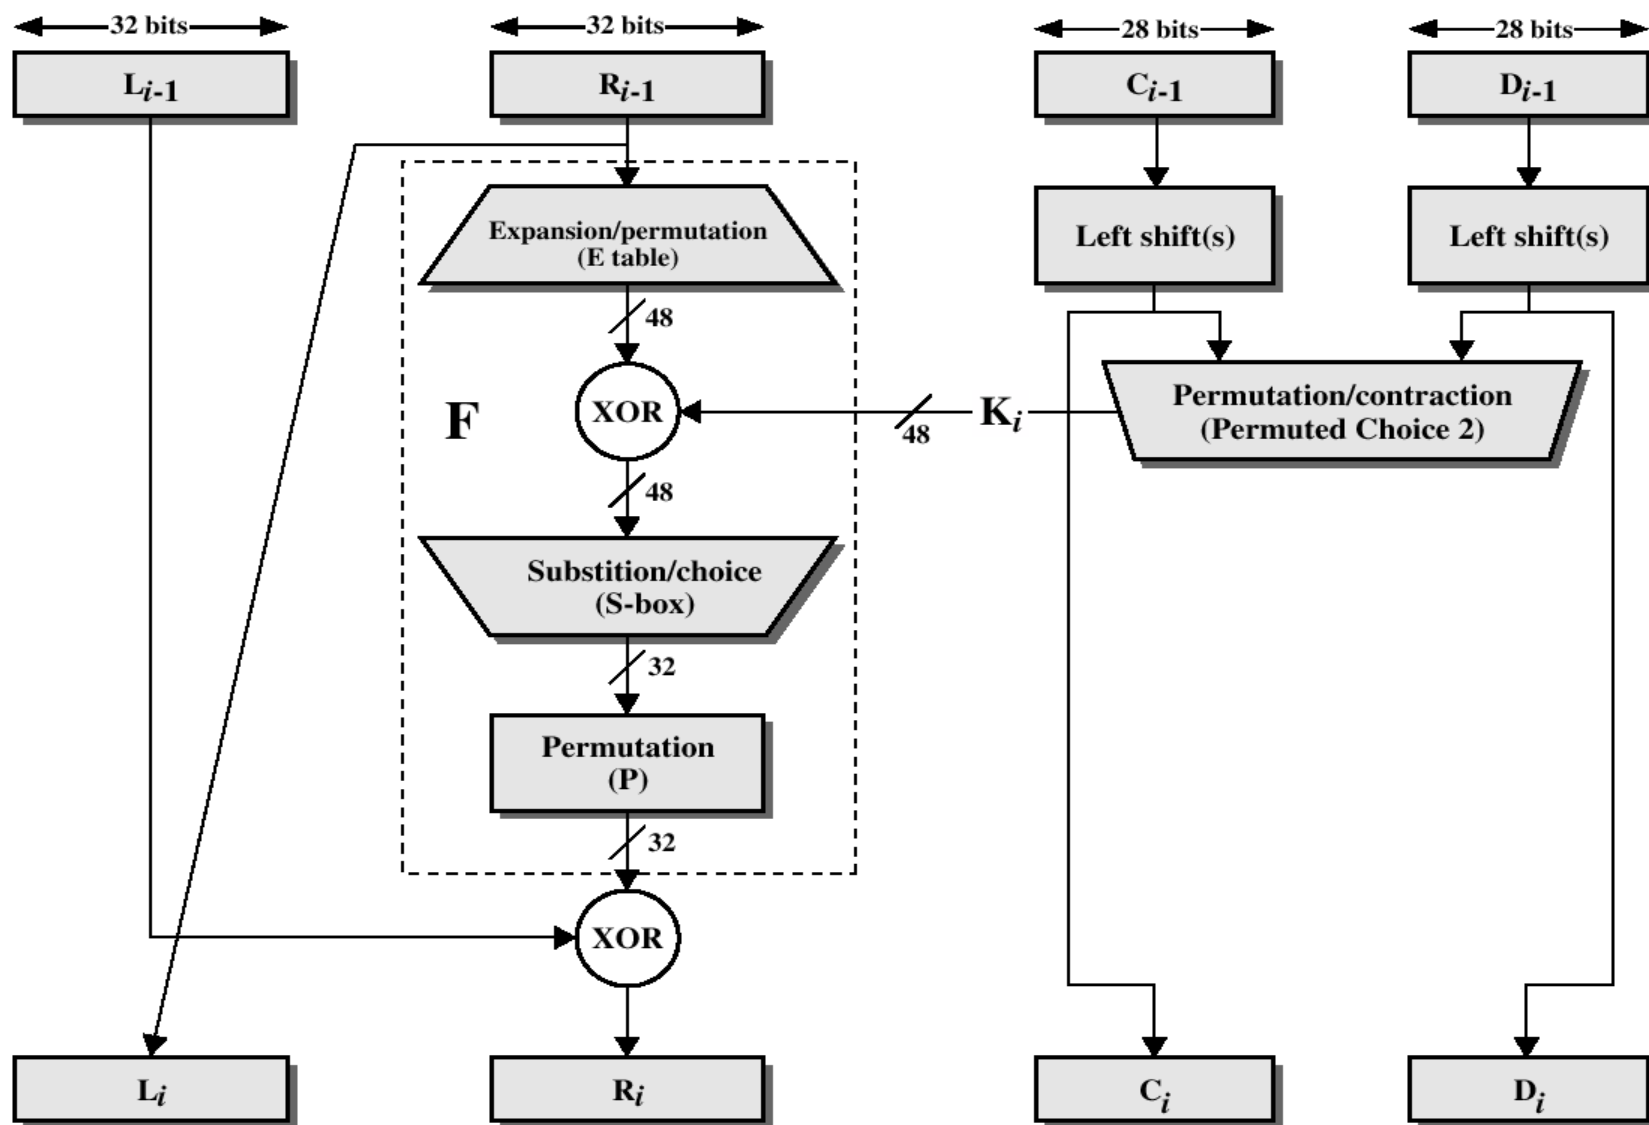 32 bits
32 bits
28 bits
28 bits
Li-1
Ri-1
Ci-1
Di-1
Expansion/permutation
(E table)
Left shift(s)
Left shift(s)
48
F
XOR
48
Ki
Permutation/contraction
(Permuted Choice 2)
48
Substition/choice
(S-box)
32
Permutation
(P)
32
XOR
Li
Ri
Ci
Di